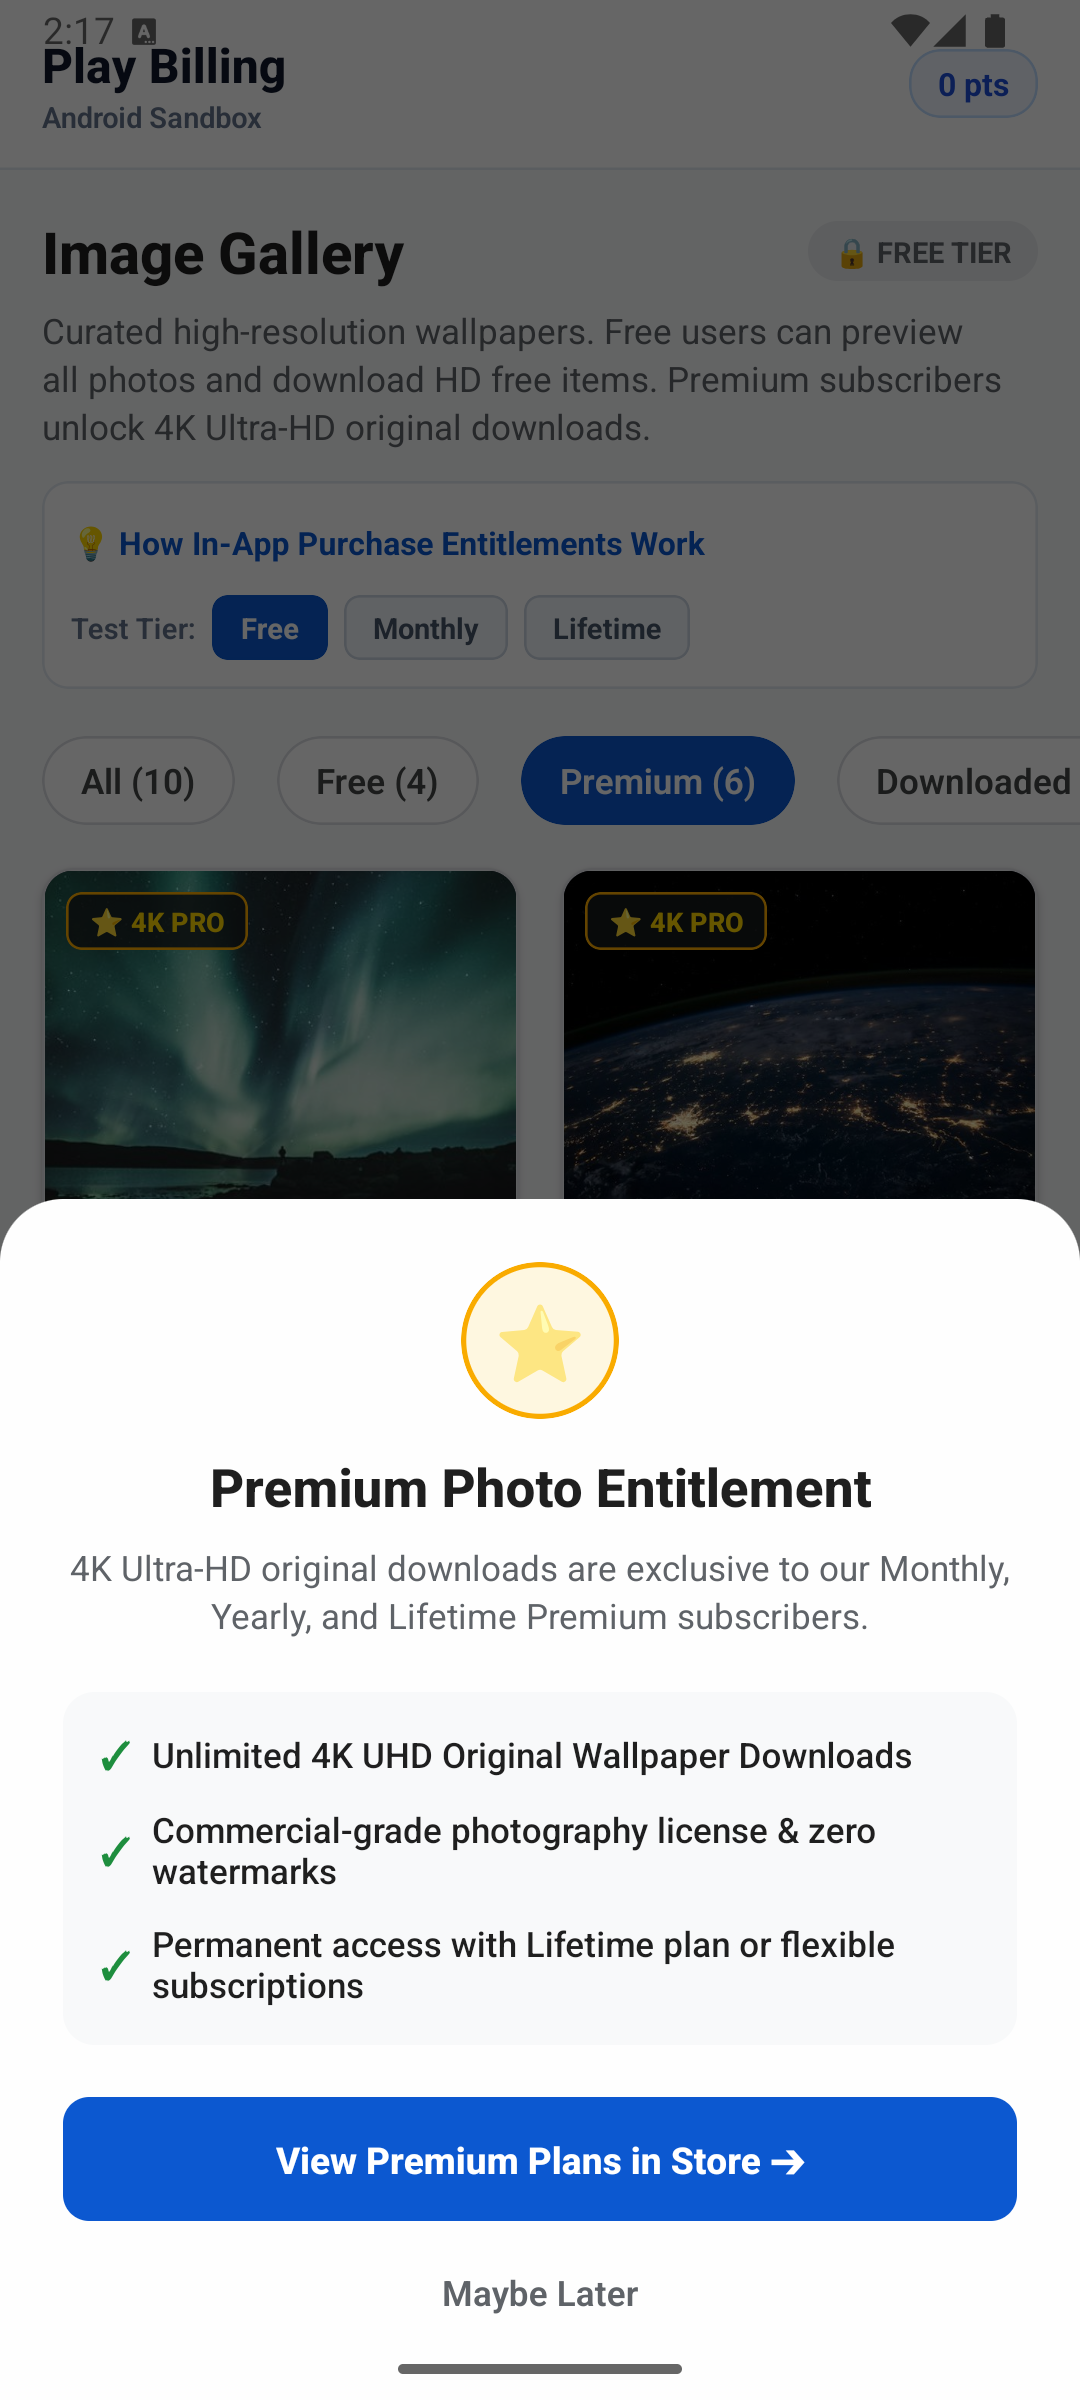 2:17
Play Billing
Android Sandbox
0 pts
Image Gallery
🔒 FREE TIER
Curated high-resolution wallpapers. Free users can preview
all photos and download HD free items. Premium subscribers
unlock 4K Ultra-HD original downloads.
💡 How In-App Purchase Entitlements Work
Test Tier: Free Monthly Lifetime
All (10) Free (4) Premium (6) Downloaded
⭐ 4K PRO
⭐ 4K PRO
Premium Photo Entitlement
4K Ultra-HD original downloads are exclusive to our Monthly,
Yearly, and Lifetime Premium subscribers.
✓ Unlimited 4K UHD Original Wallpaper Downloads
✓ Commercial-grade photography license & zero
watermarks
✓ Permanent access with Lifetime plan or flexible
subscriptions
View Premium Plans in Store ➔
Maybe Later